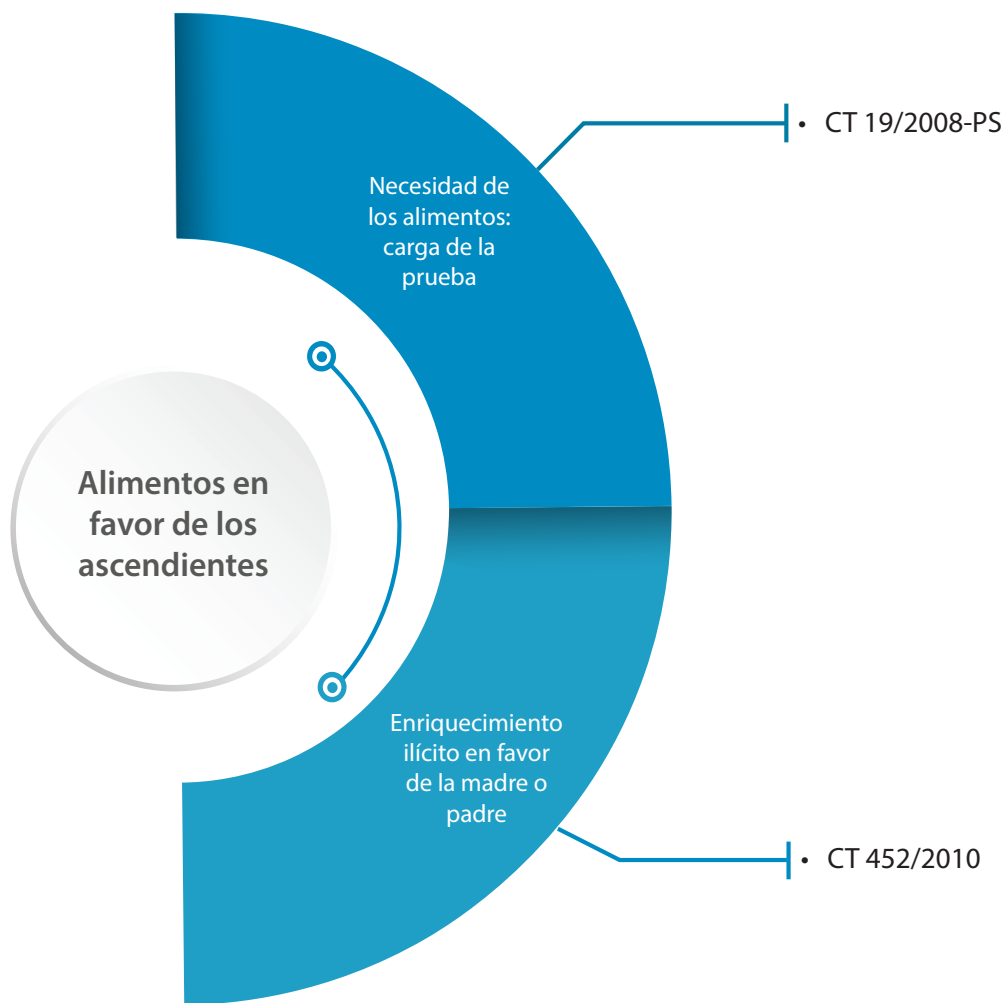 Alimentos en
favor de los
ascendientes
Necesidad de
los alimentos:
carga de la
prueba
• CT 19/2008-PS
Enriquecimiento
ilícito en favor
de la madre o
padre
• CT 452/2010